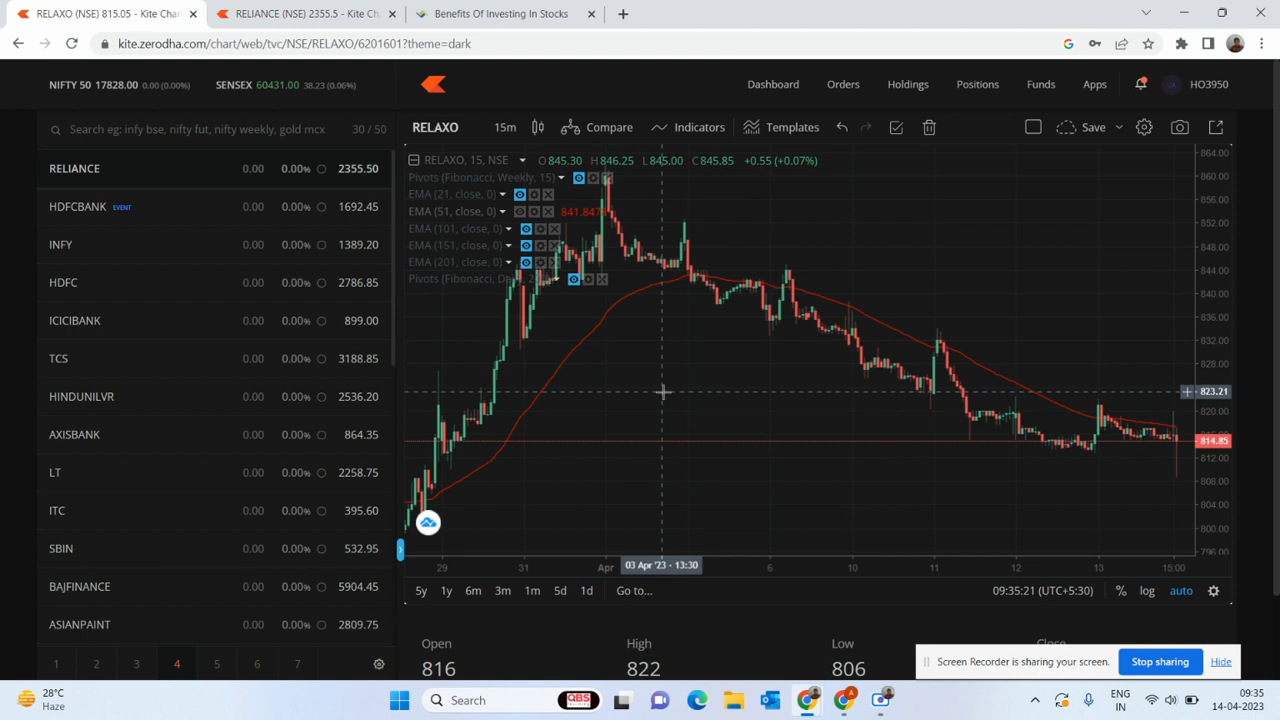 RELAXO (NSE) 815.05 - Kite Char
RELIANCE (NSE) 2355.5 - Kite Ch
Benefits Of Investing In Stocks
kite.zerodha.com/chart/web/tvc/NSE/RELAXO/6201601?theme=dark
NIFTY 50 17828.00 0.00 (0.00%) SENSEX 60431.00 38.23 (0.06%)
Dashboard Orders Holdings Positions Funds Apps HO3950
Search eg: infy bse, nifty fut, nifty weekly, gold mcx 30 / 50
RELAXO 15m Compare Indicators Templates Save
RELIANCE 0.00 0.00% 2355.50
HDFCBANK EVENT 0.00 0.00% 1692.45
INFY 0.00 0.00% 1389.20
HDFC 0.00 0.00% 2786.85
ICICIBANK 0.00 0.00% 899.00
TCS 0.00 0.00% 3188.85
HINDUNILVR 0.00 0.00% 2536.20
AXISBANK 0.00 0.00% 864.35
LT 0.00 0.00% 2258.75
ITC 0.00 0.00% 395.60
SBIN 0.00 0.00% 532.95
BAJFINANCE 0.00 0.00% 5904.45
ASIANPAINT 0.00 0.00% 2809.75
1 2 3 4 5 6 7
RELAXO, 15, NSE O 845.30 H 846.25 L 845.00 C 845.85 +0.55 (+0.07%)
Pivots (Fibonacci, Weekly, 15)
EMA (21, close, 0)
EMA (51, close, 0) 841.847
EMA (101, close, 0)
EMA (151, close, 0)
EMA (201, close, 0)
Pivots (Fibonacci,
864.00
860.00
856.00
852.00
848.00
844.00
840.00
836.00
832.00
828.00
823.21
820.00
814.85
812.00
808.00
804.00
800.00
796.00
29 31 Apr 03 Apr '23 - 13:30 6 10 11 12 13 15:00
5y 1y 6m 3m 1m 5d 1d Go to... 09:35:21 (UTC+5:30) % log auto
Open High Low Close
816 822 806
Screen Recorder is sharing your screen. Stop sharing Hide
28°C
Haze
Search
QBS
ENG
IN
09:35
14-04-2023